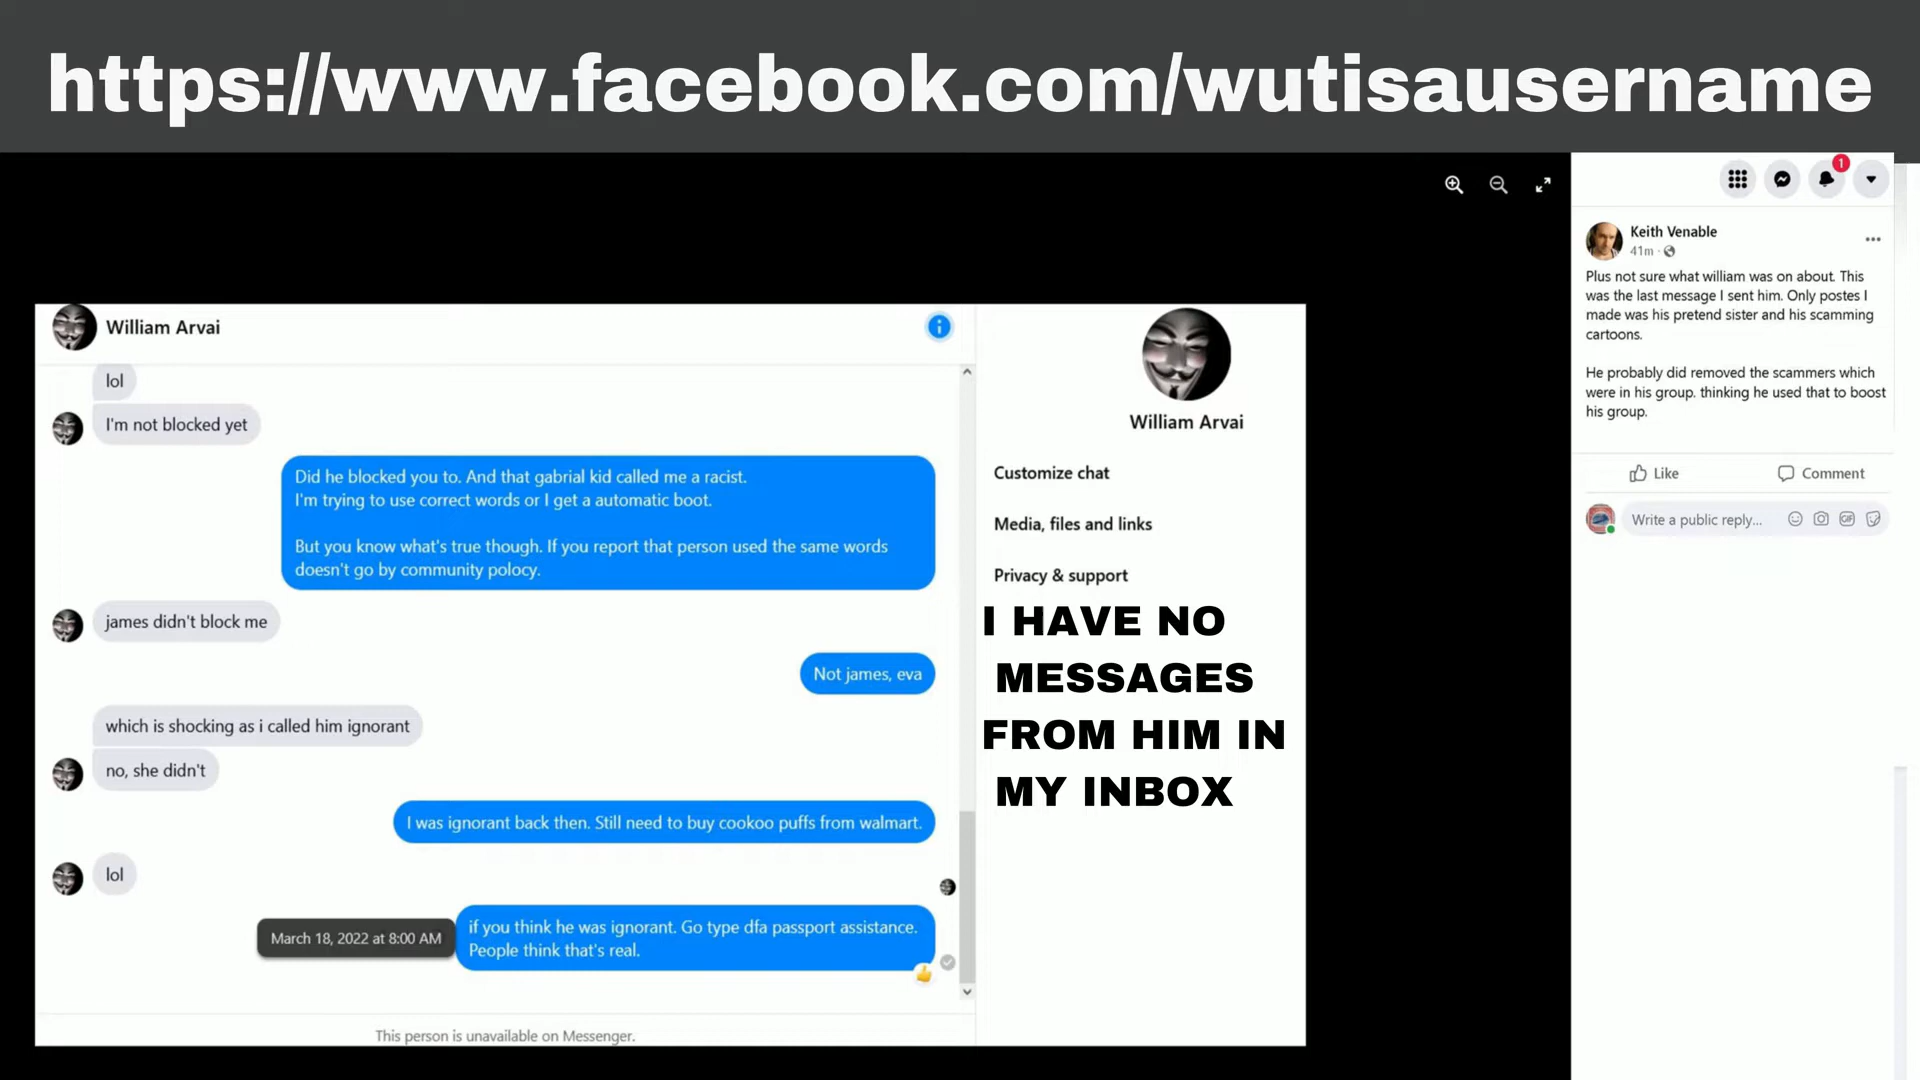 https://www.facebook.com/wutisausername
William Arvai
lol
I'm not blocked yet
Did he blocked you to. And that gabrial kid called me a racist.
I'm trying to use correct words or I get a automatic boot.
But you know what's true though. If you report that person used the same words
doesn't go by community polocy.
james didn't block me
Not james, eva
which is shocking as i called him ignorant
no, she didn't
I was ignorant back then. Still need to buy cookoo puffs from walmart.
lol
March 18, 2022 at 8:00 AM
if you think he was ignorant. Go type dfa passport assistance.
People think that's real.
This person is unavailable on Messenger.
William Arvai
Customize chat
Media, files and links
Privacy & support
I HAVE NO
MESSAGES
FROM HIM IN
MY INBOX
1
Keith Venable
41m ·
Plus not sure what william was on about. This
was the last message I sent him. Only postes I
made was his pretend sister and his scamming
cartoons.
He probably did removed the scammers which
were in his group. thinking he used that to boost
his group.
Like
Comment
Write a public reply...
GIF